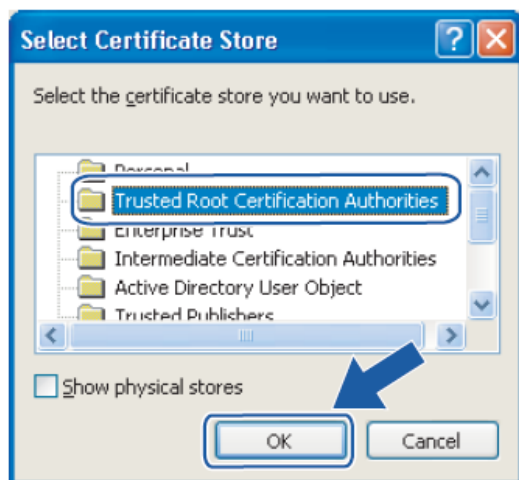 Select Certificate Store
Select the certificate store you want to use.
Personal
Trusted Root Certification Authorities
Enterprise Trust
Intermediate Certification Authorities
Active Directory User Object
Trusted Publishers
Show physical stores
OK
Cancel